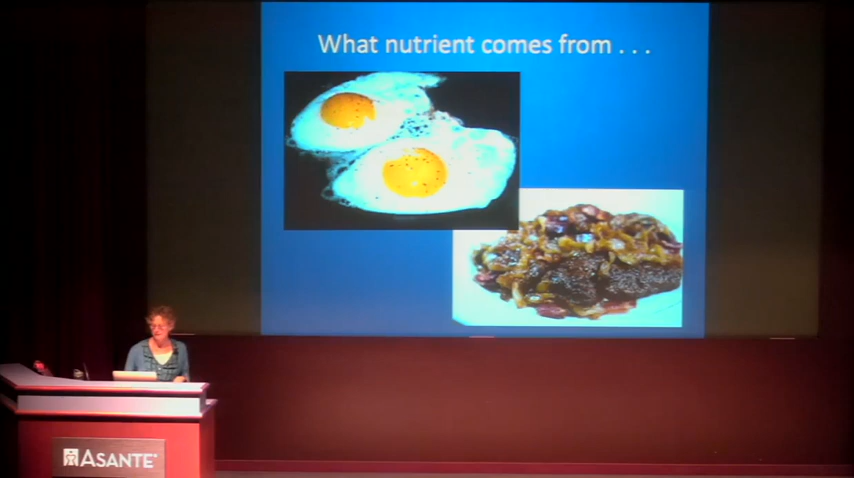 What nutrient comes from . . .
ASANTE